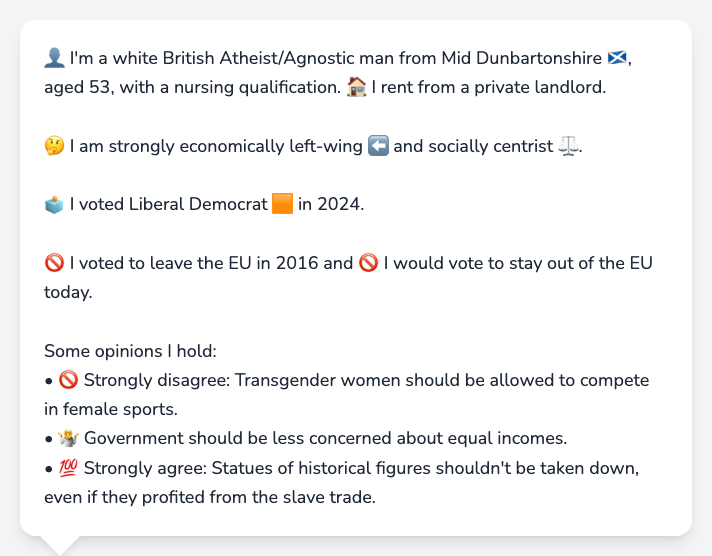 👤 I'm a white British Atheist/Agnostic man from Mid Dunbartonshire 🏴󠁧󠁢󠁳󠁣󠁴󠁿,
aged 53, with a nursing qualification. 🏠 I rent from a private landlord.
🤔 I am strongly economically left-wing ⬅️ and socially centrist ⚖️.
🗳️ I voted Liberal Democrat 🟧 in 2024.
🚫 I voted to leave the EU in 2016 and 🚫 I would vote to stay out of the EU
today.
Some opinions I hold:
• 🚫 Strongly disagree: Transgender women should be allowed to compete
in female sports.
• 🤷 Government should be less concerned about equal incomes.
• 💯 Strongly agree: Statues of historical figures shouldn't be taken down,
even if they profited from the slave trade.